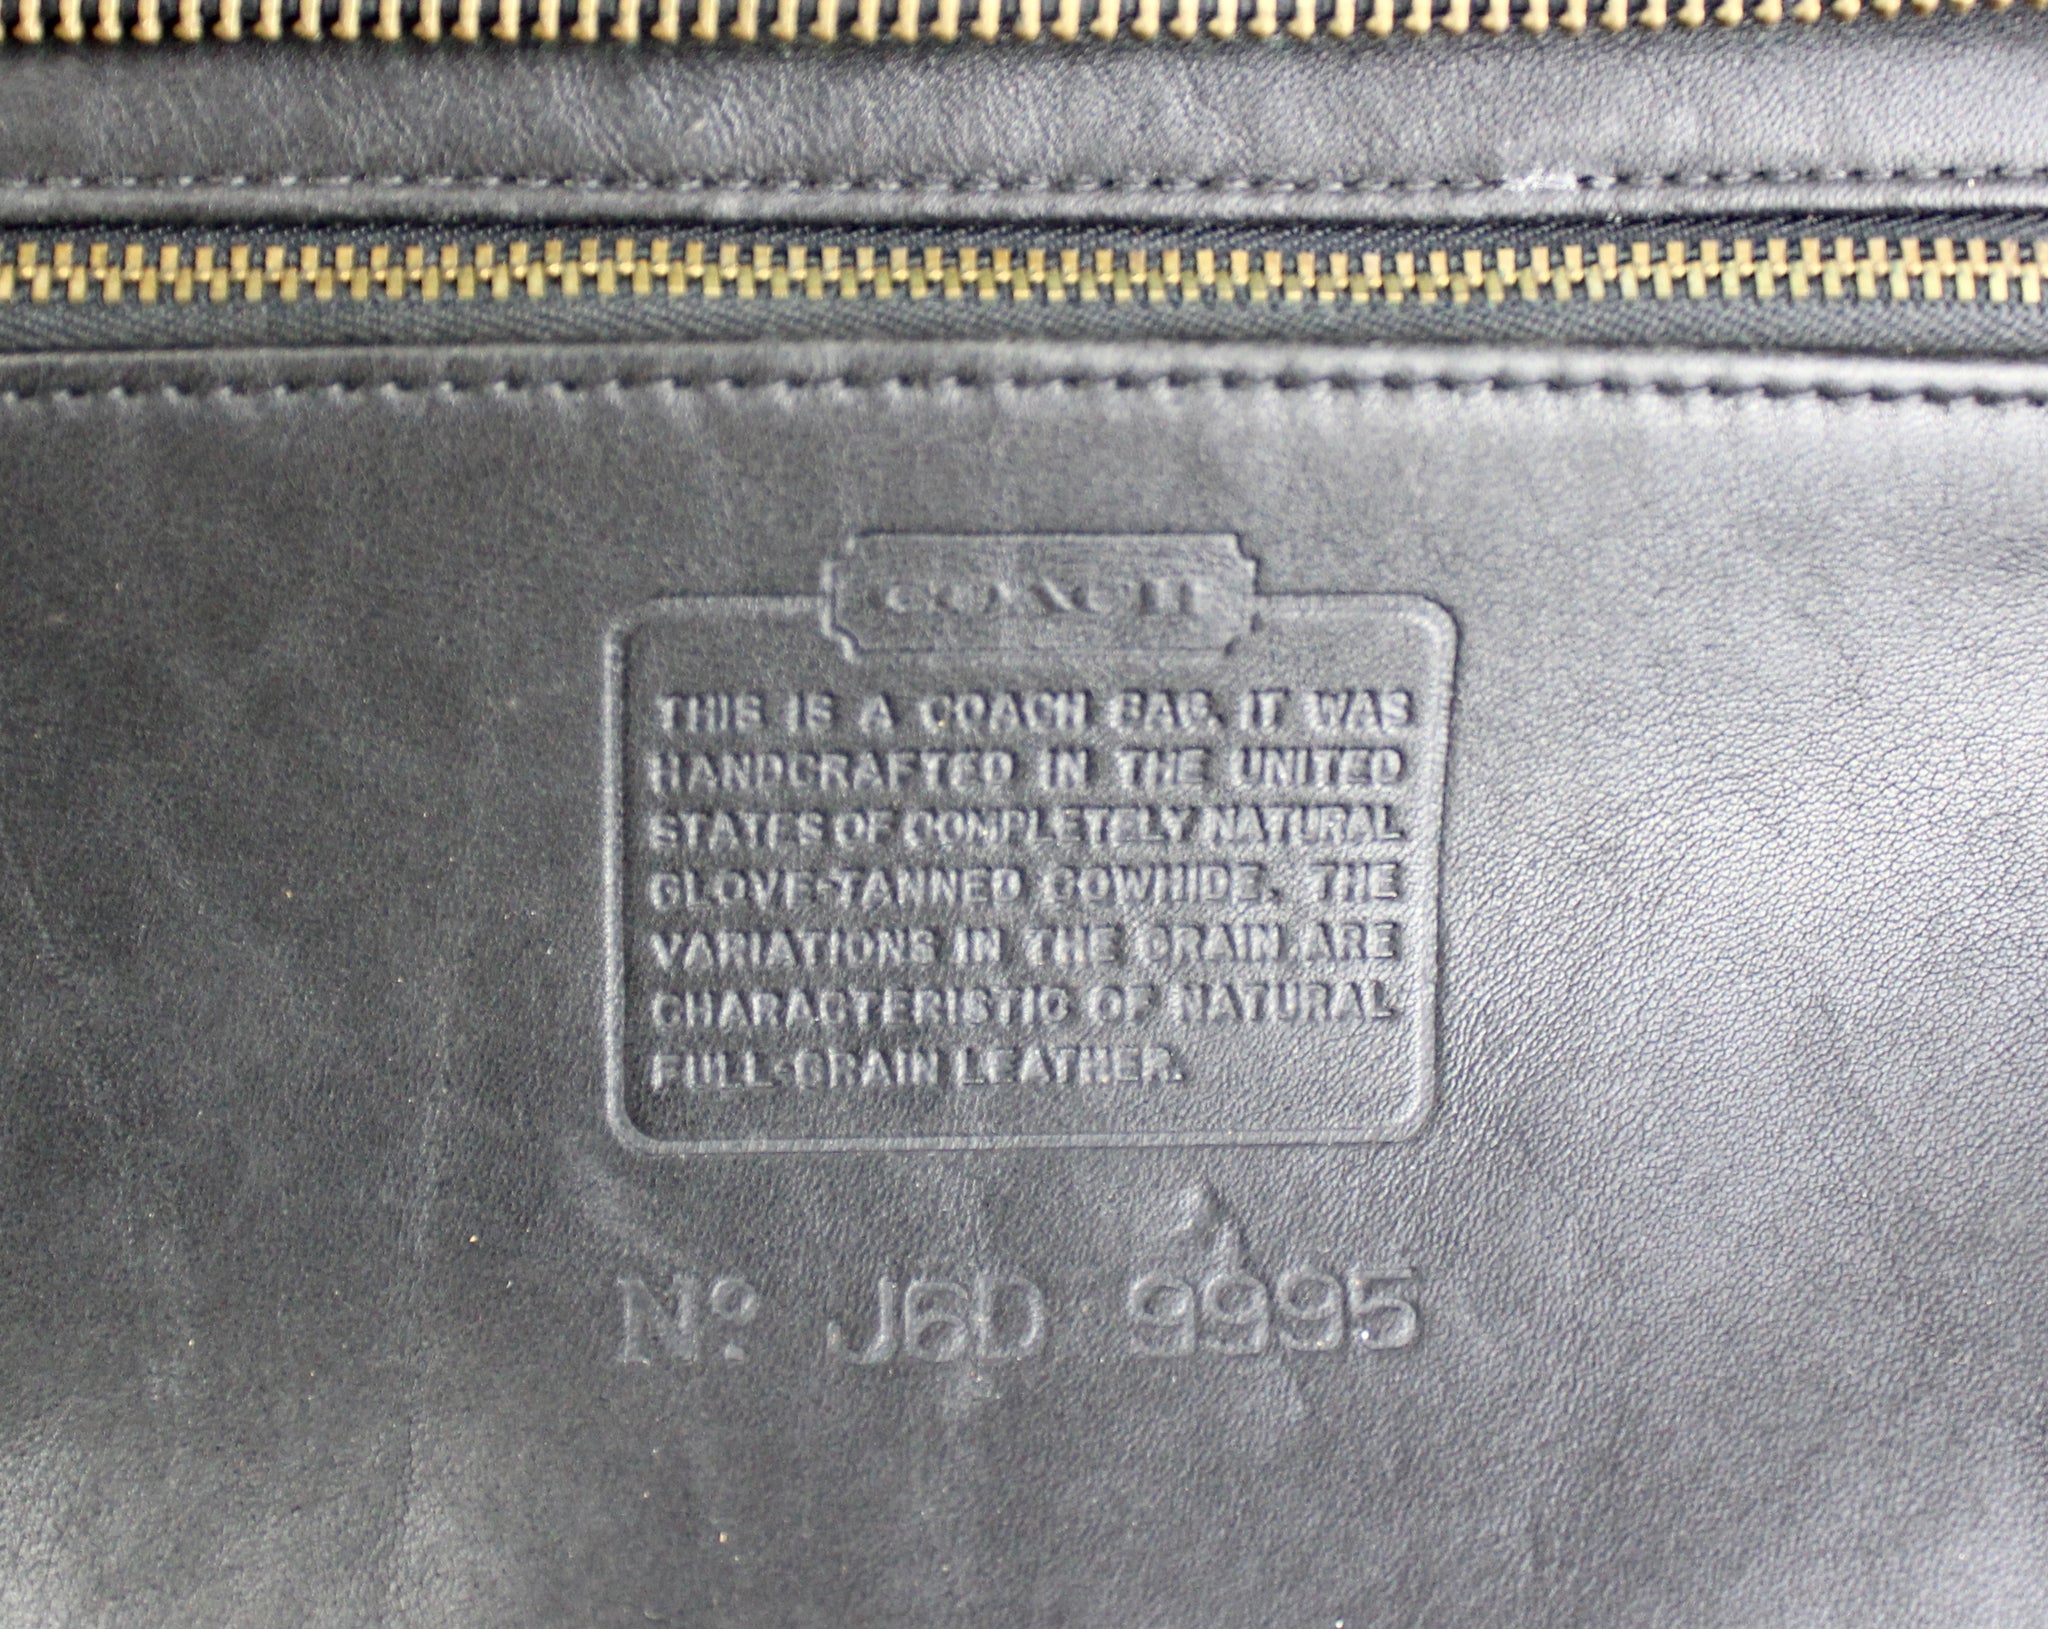 COACH
THIS IS A COACH BAG. IT WAS
HANDCRAFTED IN THE UNITED
STATES OF COMPLETELY NATURAL
GLOVE-TANNED COWHIDE. THE
VARIATIONS IN THE GRAIN ARE
CHARACTERISTIC OF NATURAL
FULL-GRAIN LEATHER.
Nº J6D 9995